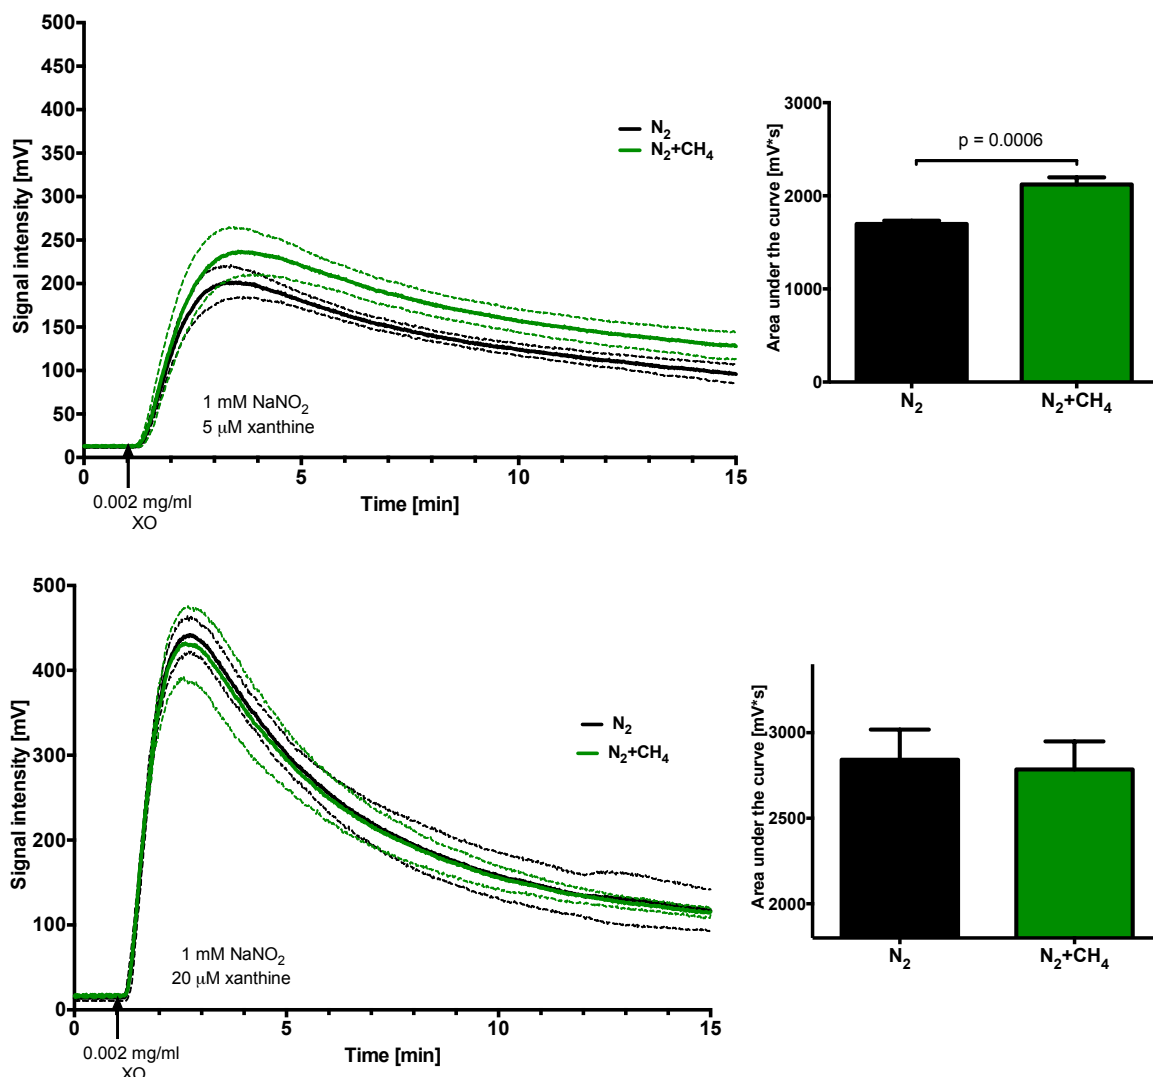 500
450
400
350
300
250
200
150
100
50
0
Signal intensity [mV]
N₂
N₂+CH₄
1 mM NaNO₂
5 μM xanthine
0
5
10
15
0.002 mg/ml
XO
Time [min]
3000
2000
1000
0
Area under the curve [mV*s]
p = 0.0006
N₂
N₂+CH₄
500
400
300
200
100
0
Signal intensity [mV]
N₂
N₂+CH₄
1 mM NaNO₂
20 μM xanthine
0
5
10
15
0.002 mg/ml
XO
Time [min]
3000
2500
2000
Area under the curve [mV*s]
N₂
N₂+CH₄